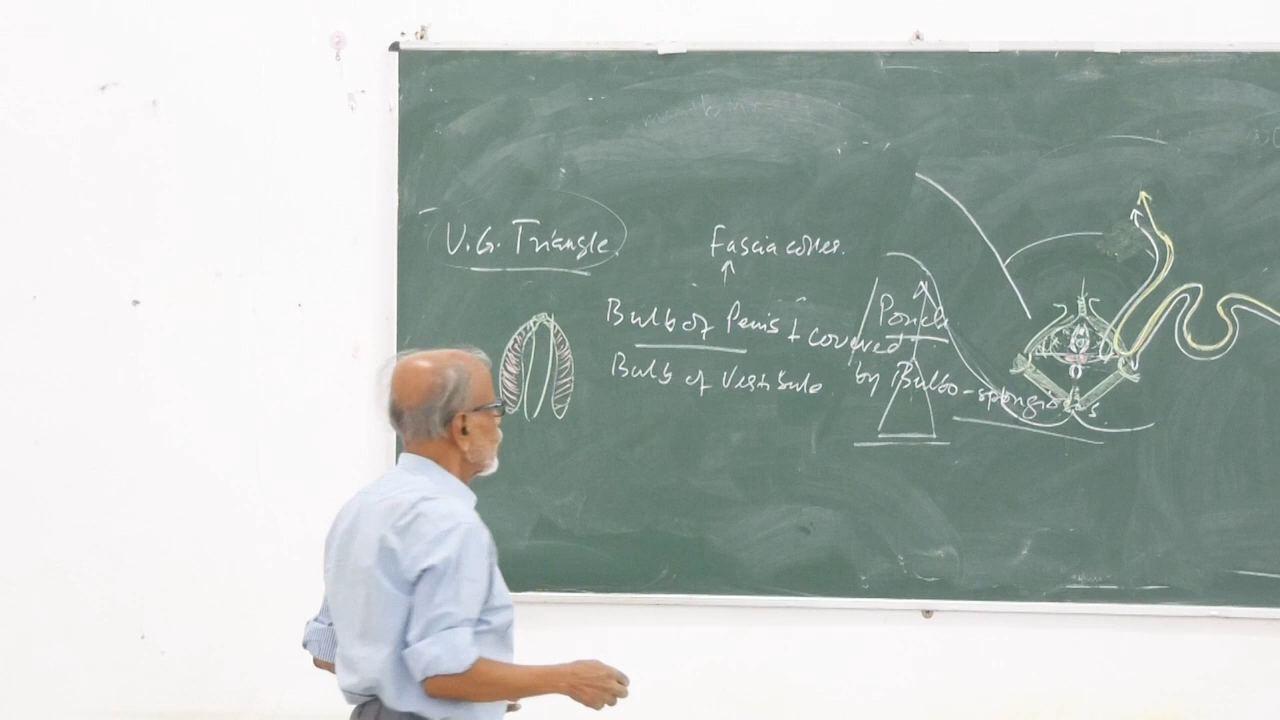 U.G. Triangle
Fascia colles.
Bulb of Penis + covered
Pouch
Bulb of Vestibule by Bulbo-spongiosus.